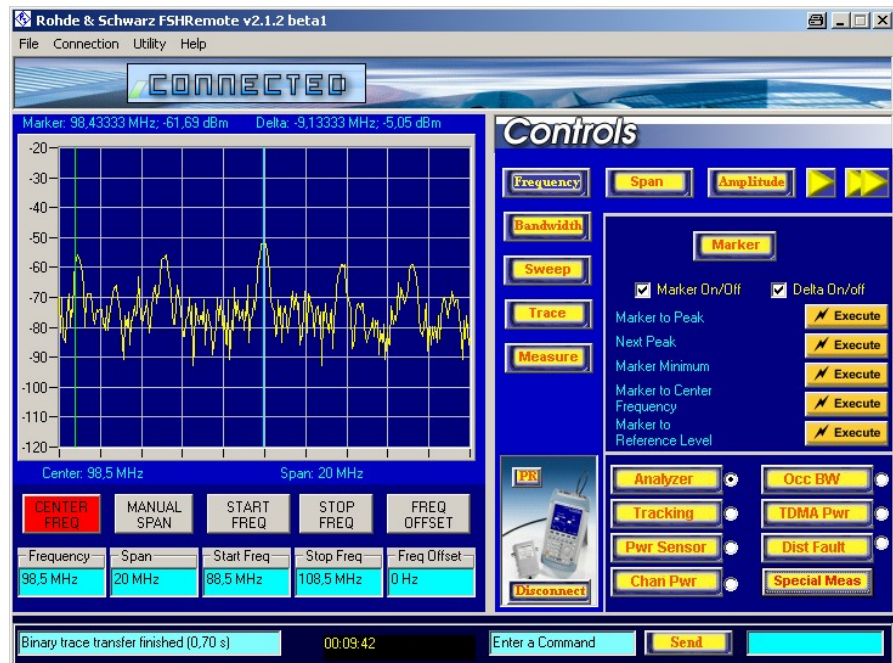 Rohde & Schwarz FSHRemote v2.1.2 beta1
File Connection Utility Help
CONNECTED
Marker: 98,43333 MHz; -61,69 dBm Delta: -9,13333 MHz; -5,05 dBm
-20
-30
-40
-50
-60
-70
-80
-90
-100
-110
-120
Center: 98,5 MHz Span: 20 MHz
CENTER FREQ
MANUAL SPAN
START FREQ
STOP FREQ
FREQ OFFSET
Frequency Span Start Freq Stop Freq Freq Offset
98,5 MHz 20 MHz 88,5 MHz 108,5 MHz 0 Hz
Controls
Frequency Span Amplitude
Bandwidth
Sweep
Trace
Measure
Marker
Marker On/Off Delta On/off
Marker to Peak Execute
Next Peak Execute
Marker Minimum Execute
Marker to Center Frequency Execute
Marker to Reference Level Execute
PR
Disconnect
Analyzer Occ BW
Tracking TDMA Pwr
Pwr Sensor Dist Fault
Chan Pwr Special Meas
Binary trace transfer finished (0,70 s) 00:09:42 Enter a Command Send